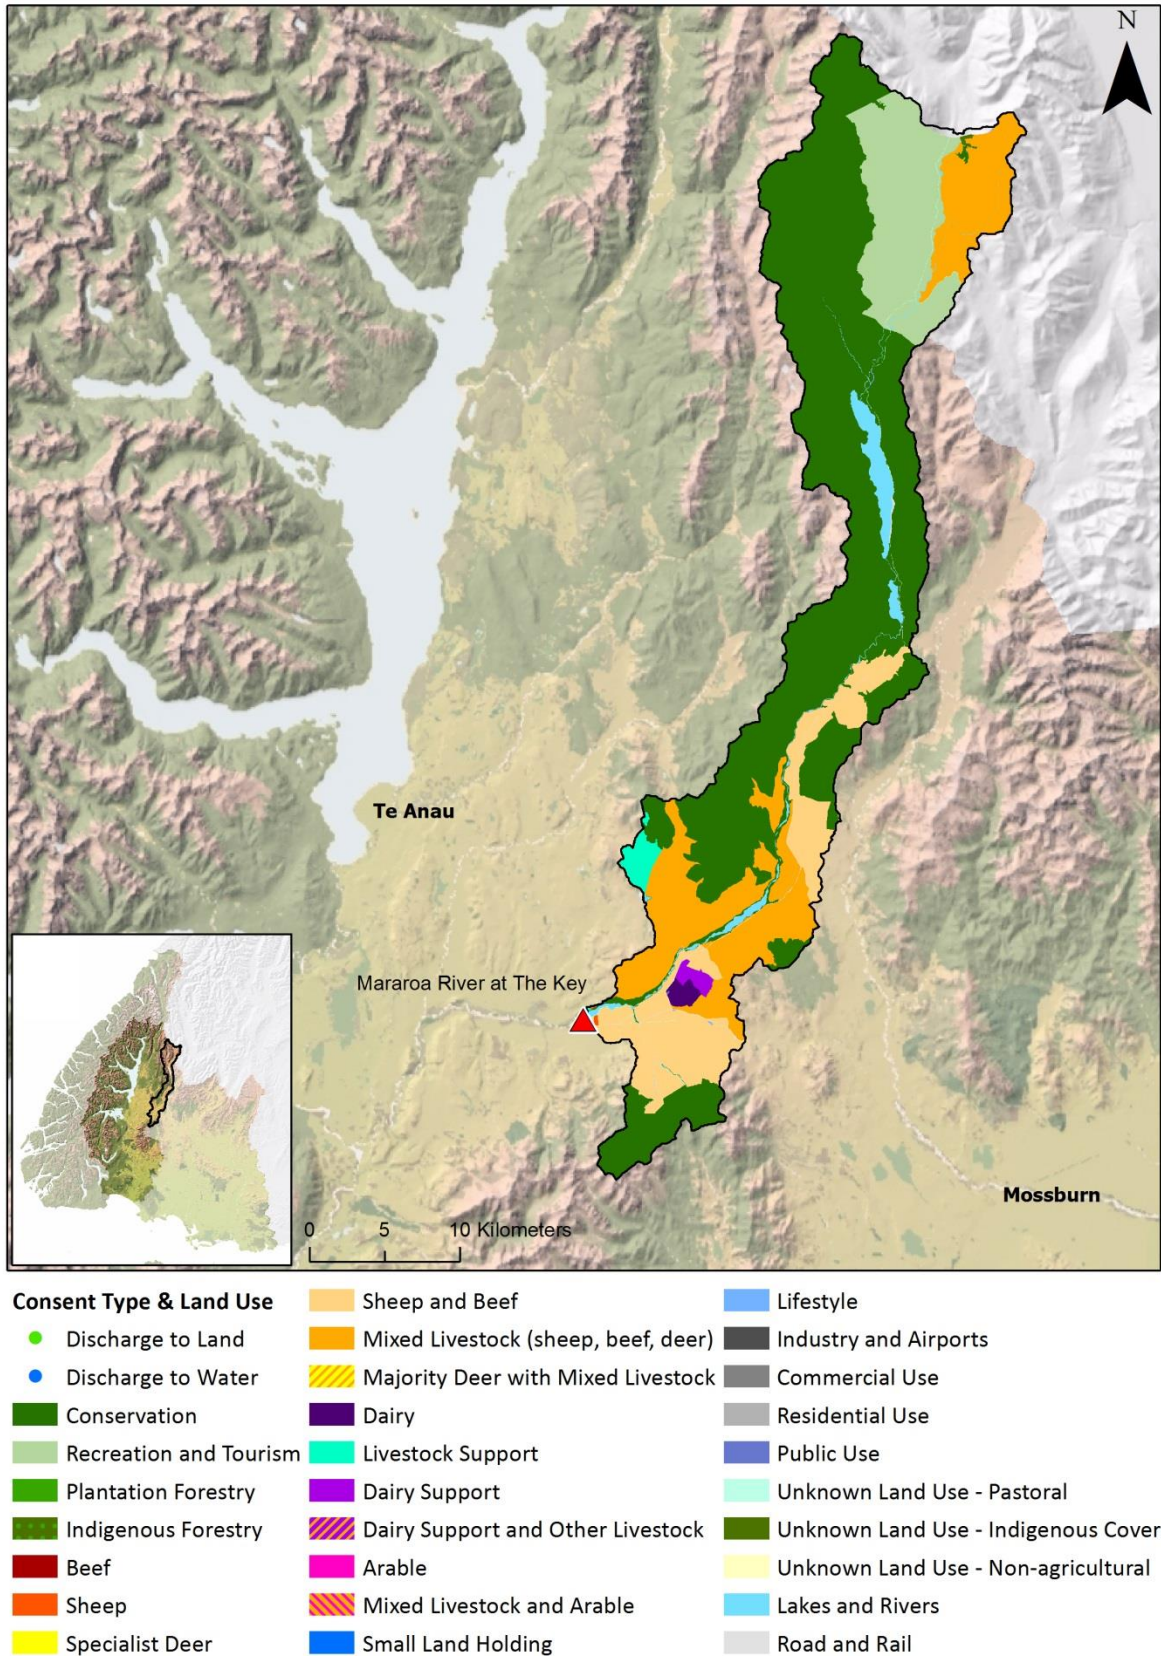 N
Te Anau
Mararoa River at The Key
Mossburn
0 5 10 Kilometers
Consent Type & Land Use
Discharge to Land
Discharge to Water
Conservation
Recreation and Tourism
Plantation Forestry
Indigenous Forestry
Beef
Sheep
Specialist Deer
Sheep and Beef
Mixed Livestock (sheep, beef, deer)
Majority Deer with Mixed Livestock
Dairy
Livestock Support
Dairy Support
Dairy Support and Other Livestock
Arable
Mixed Livestock and Arable
Small Land Holding
Lifestyle
Industry and Airports
Commercial Use
Residential Use
Public Use
Unknown Land Use - Pastoral
Unknown Land Use - Indigenous Cover
Unknown Land Use - Non-agricultural
Lakes and Rivers
Road and Rail